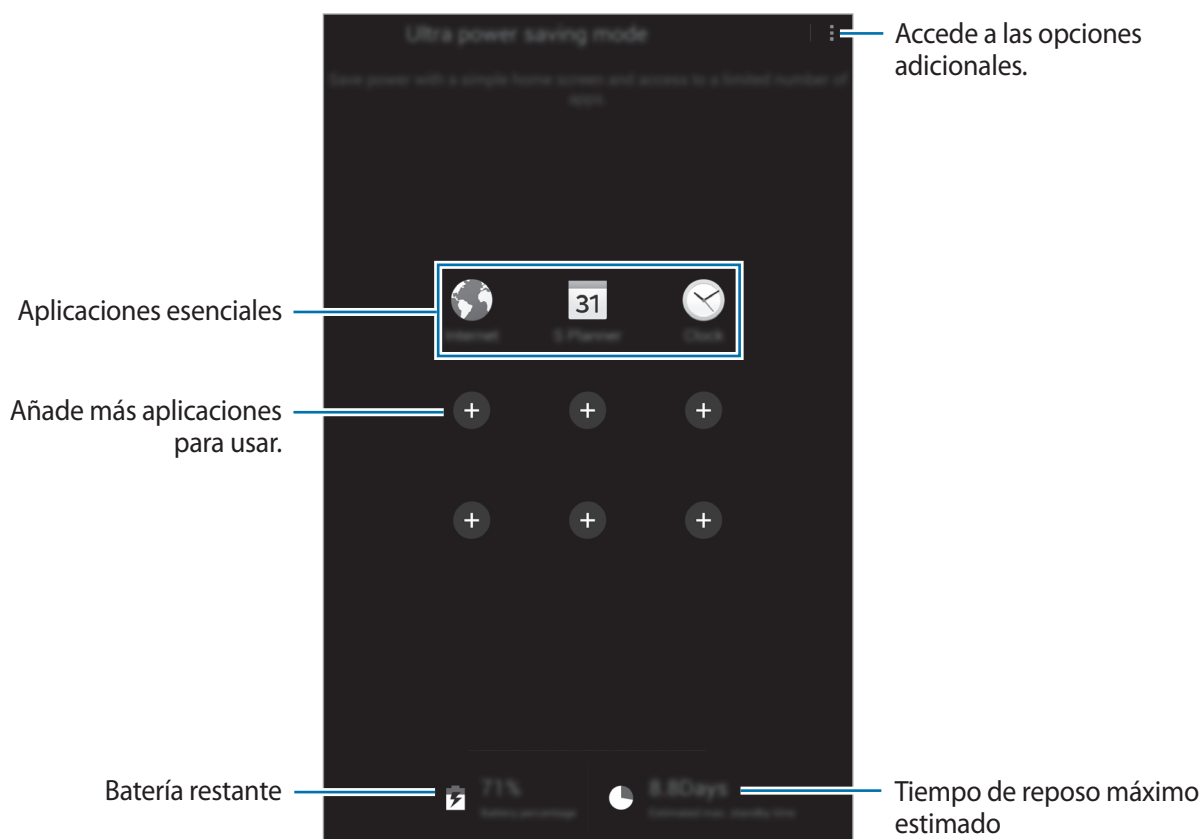 Ultra power saving mode
Accede a las opciones
adicionales.
Save power with a simple home screen and access to a limited number of
apps.
31
Aplicaciones esenciales
Internet
S Planner
Clock
Añade más aplicaciones
para usar.
Batería restante
71%
Battery percentage
8.8Days
Estimated max. standby time
Tiempo de reposo máximo
estimado